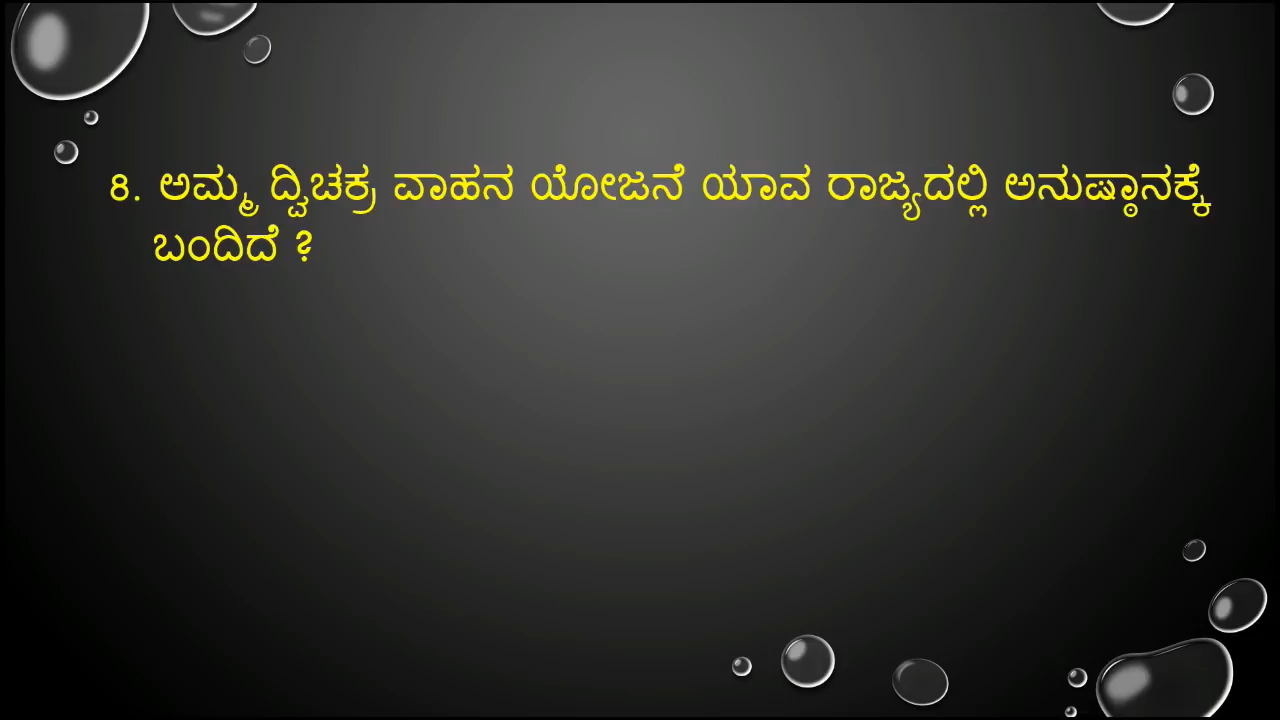 8. ಅಮ್ಮ ದ್ವಿಚಕ್ರ ವಾಹನ ಯೋಜನೆ ಯಾವ ರಾಜ್ಯದಲ್ಲಿ ಅನುಷ್ಠಾನಕ್ಕೆ
ಬಂದಿದೆ ?